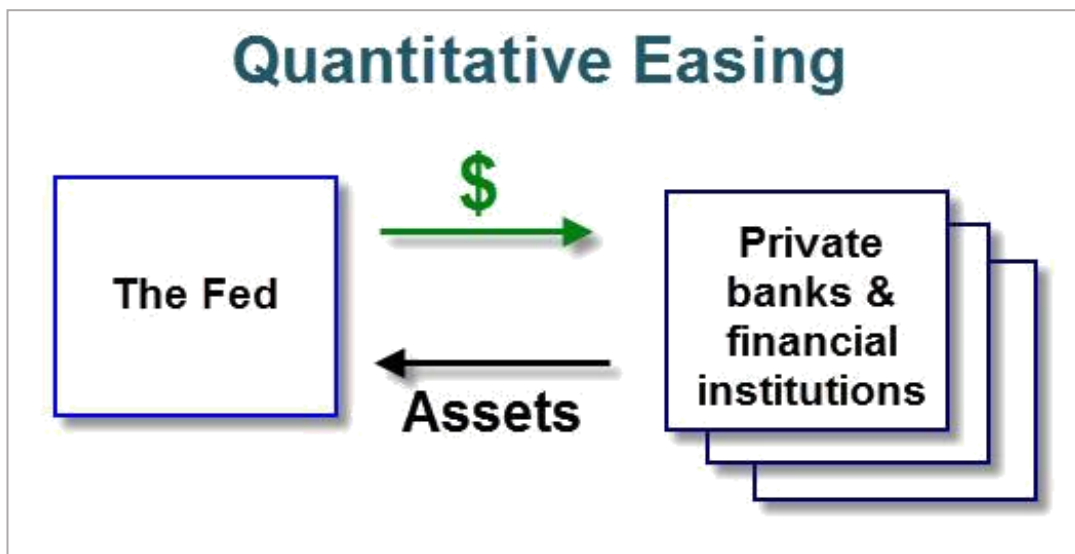 Quantitative Easing
$
The Fed
Private
banks &
financial
institutions
Assets